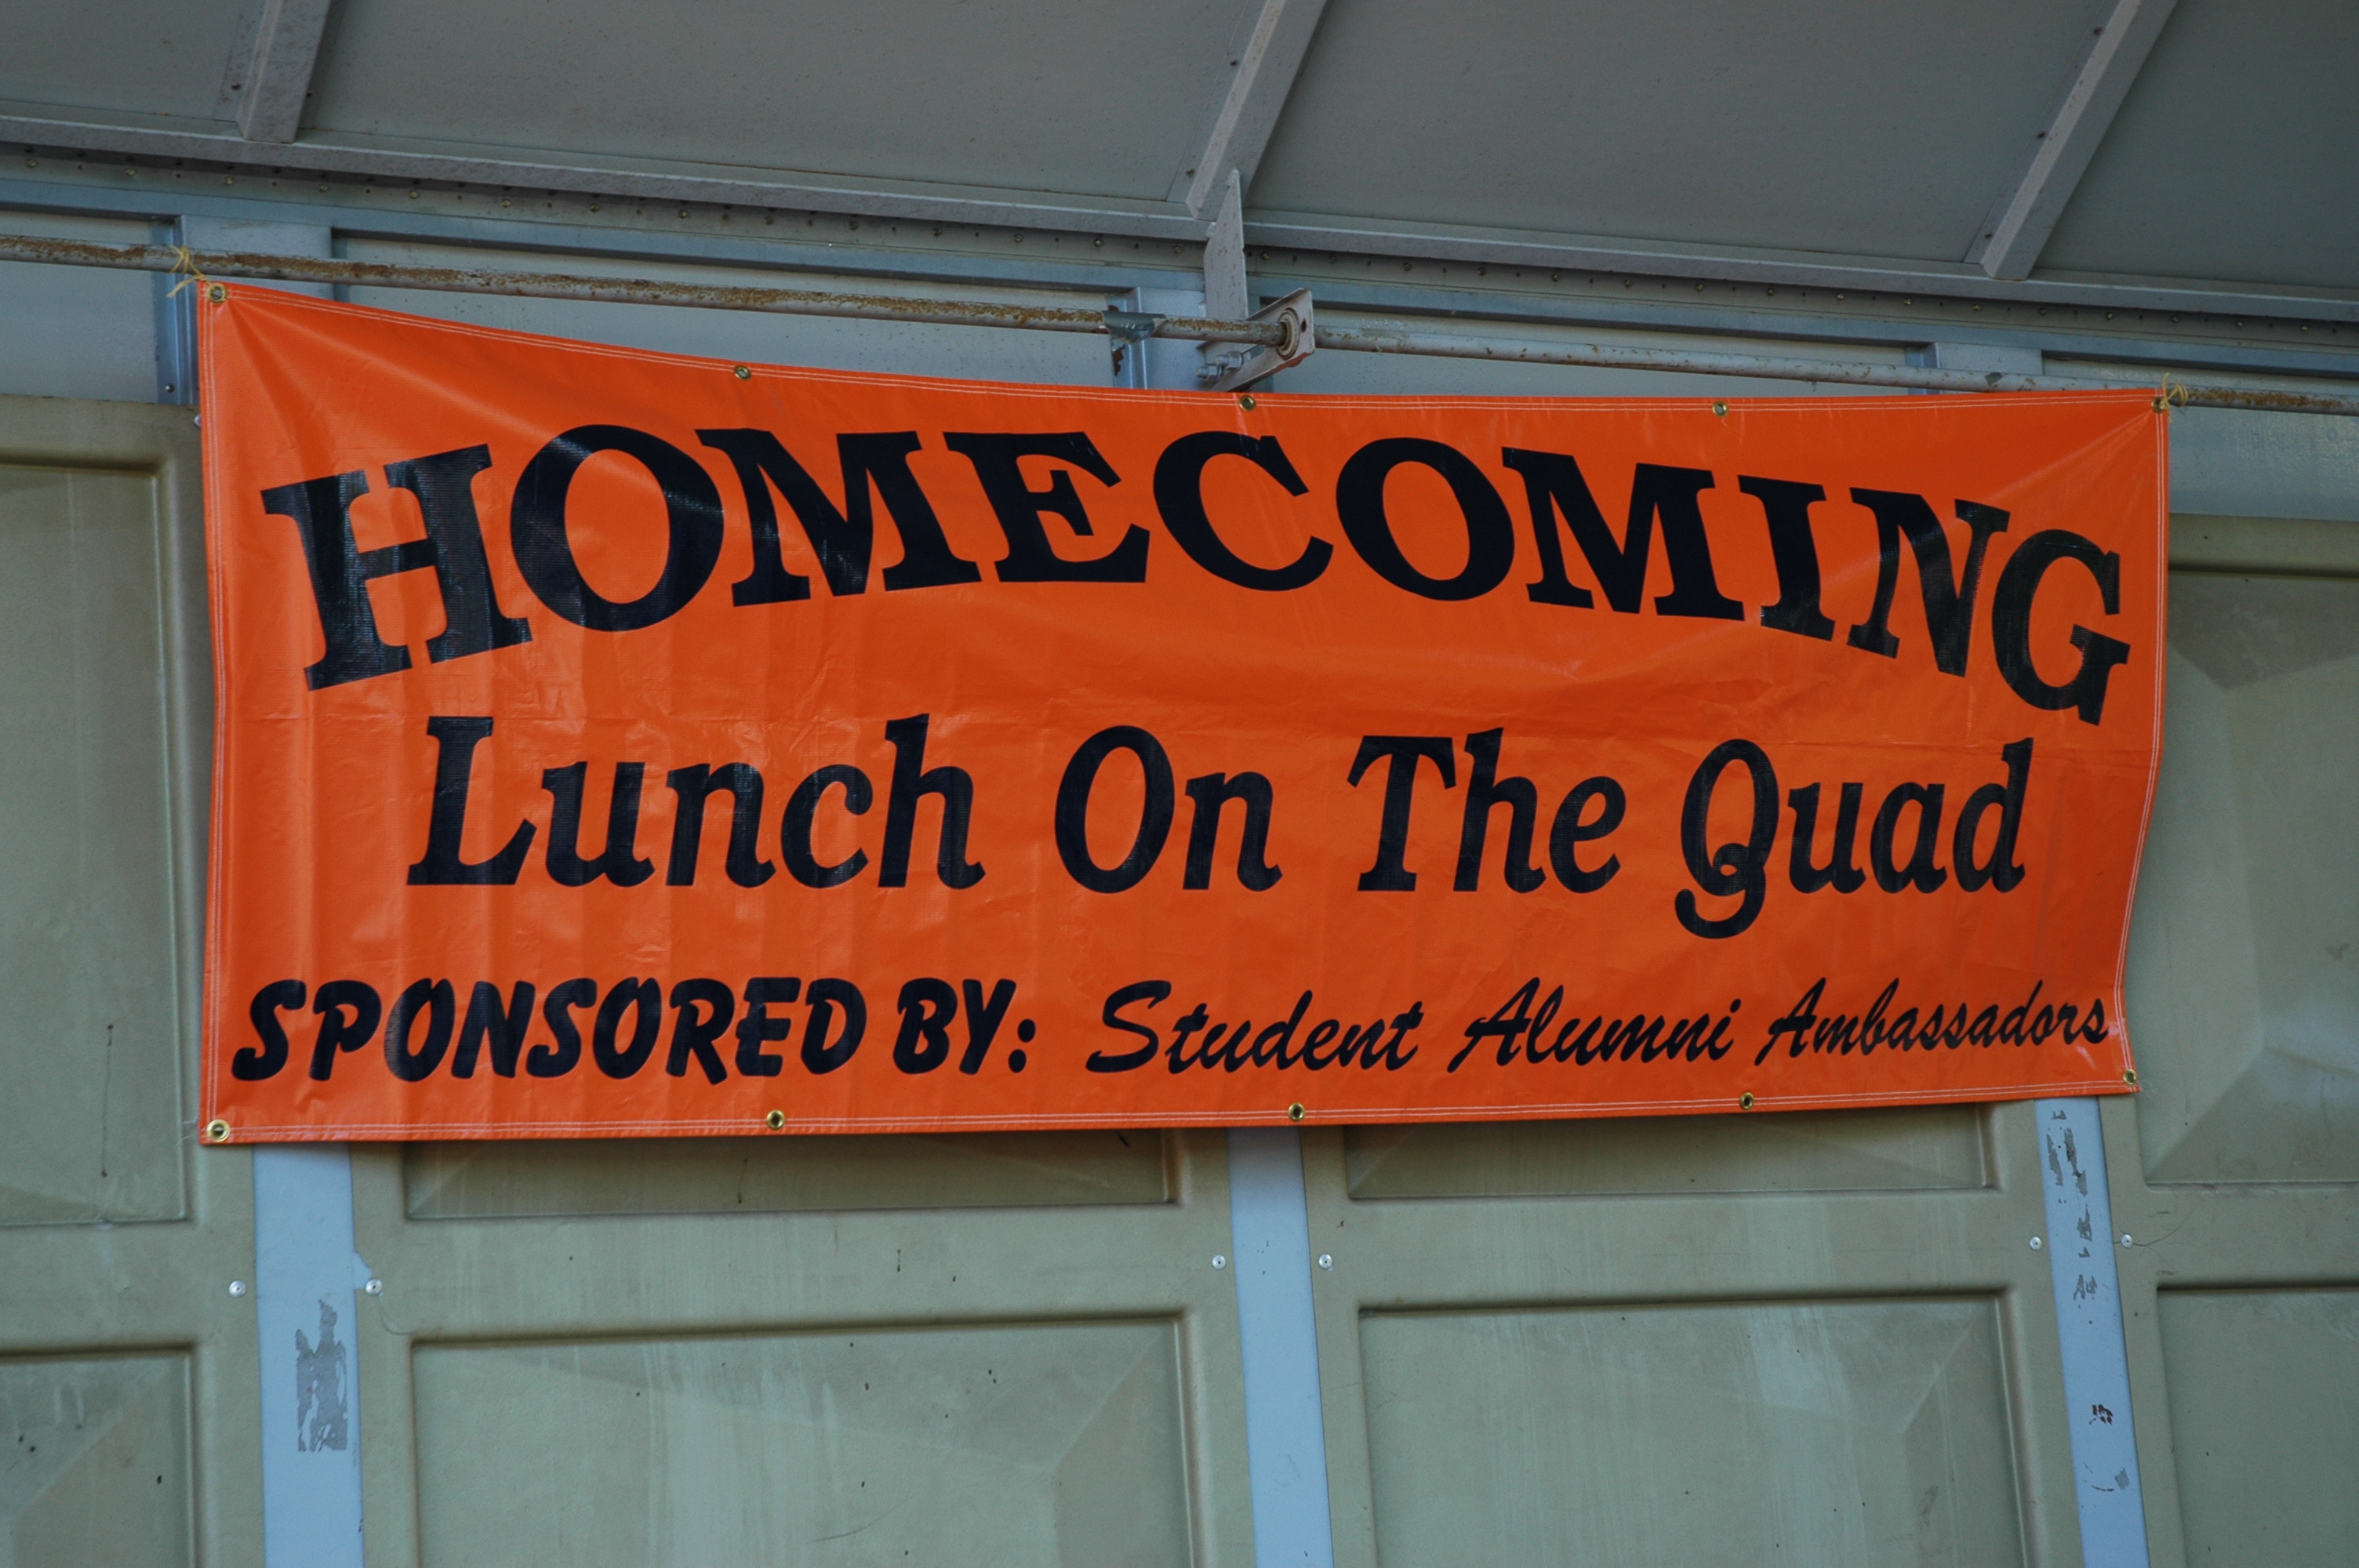 HOMECOMING
Lunch On The Quad
SPONSORED BY: Student Alumni Ambassadors